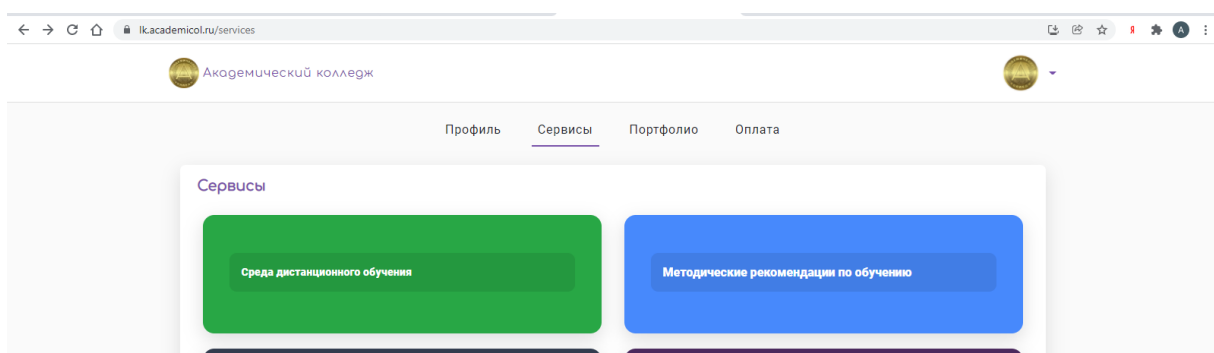 lk.academicol.ru/services
Я
A
Академический колледж
Профиль Сервисы Портфолио Оплата
Сервисы
Среда дистанционного обучения
Методические рекомендации по обучению